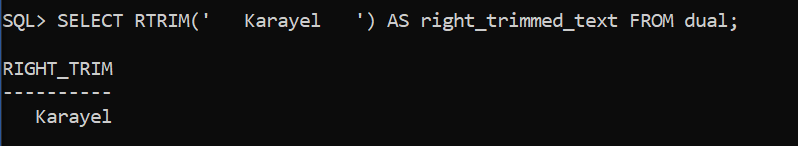 SQL> SELECT RTRIM('   Karayel   ') AS right_trimmed_text FROM dual;
RIGHT_TRIM
----------
   Karayel